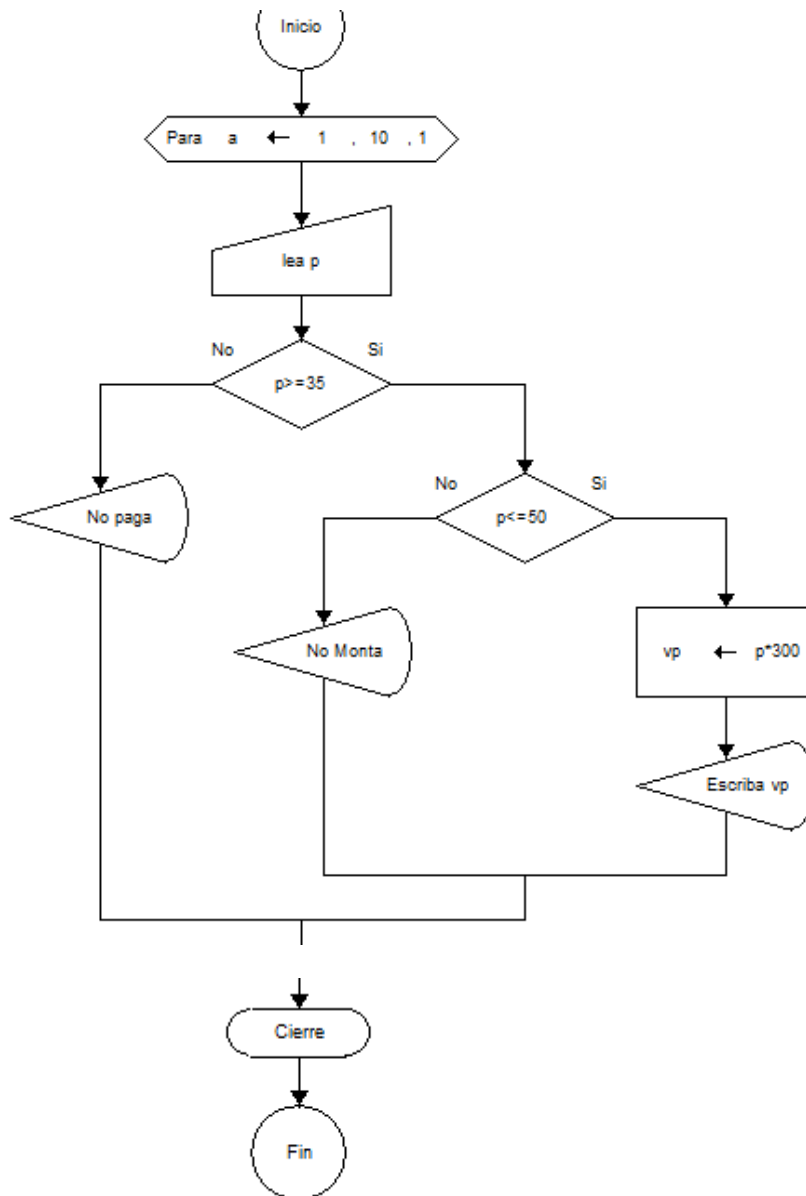 Inicio
Para a ← 1 , 10 , 1
lea p
No Si
p>=35
No paga
No Si
p<=50
No Monta
vp ← p*300
Escriba vp
Cierre
Fin